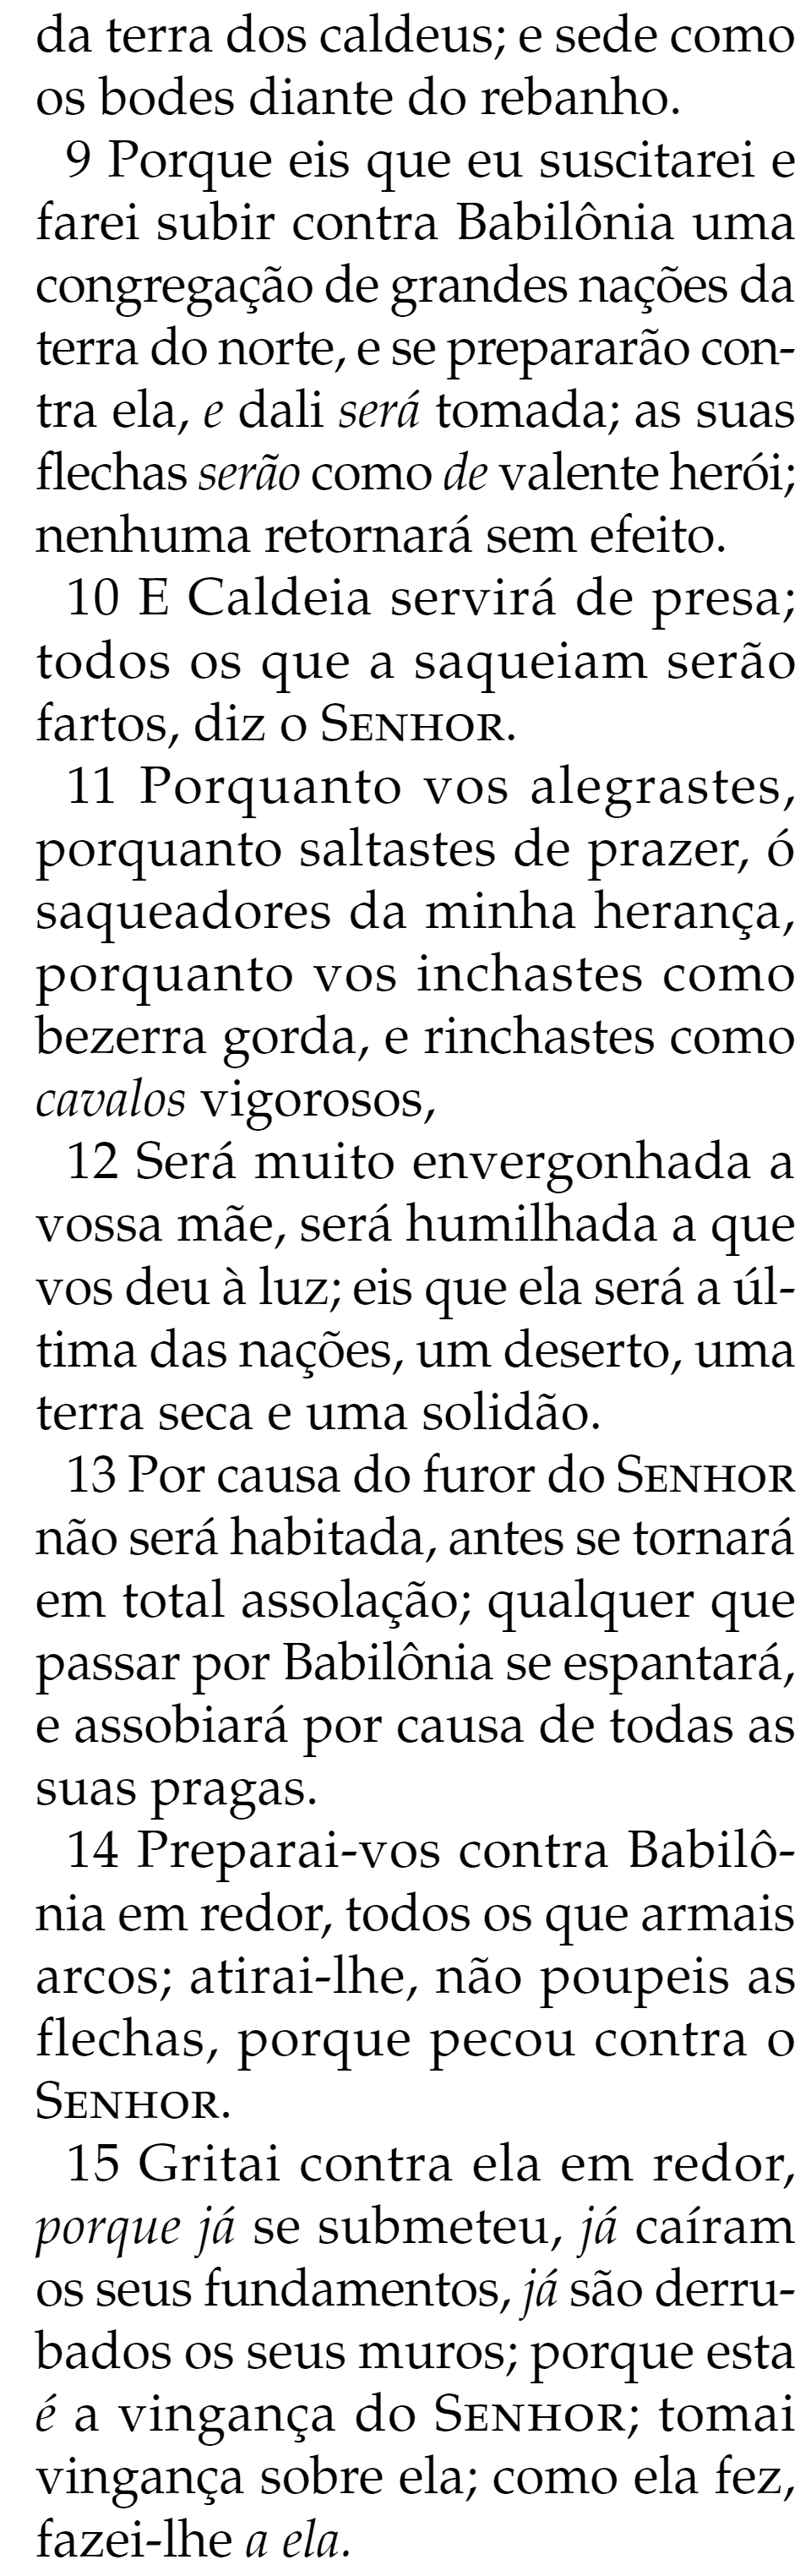 da terra dos caldeus; e sede como
os bodes diante do rebanho.
9 Porque eis que eu suscitarei e
farei subir contra Babilônia uma
congregação de grandes nações da
terra do norte, e se prepararão con-
tra ela, e dali será tomada; as suas
flechas serão como de valente herói;
nenhuma retornará sem efeito.
10 E Caldeia servirá de presa;
todos os que a saqueiam serão
fartos, diz o SENHOR.
11 Porquanto vos alegrastes,
porquanto saltastes de prazer, ó
saqueadores da minha herança,
porquanto vos inchastes como
bezerra gorda, e rinchastes como
cavalos vigorosos,
12 Será muito envergonhada a
vossa mãe, será humilhada a que
vos deu à luz; eis que ela será a úl-
tima das nações, um deserto, uma
terra seca e uma solidão.
13 Por causa do furor do SENHOR
não será habitada, antes se tornará
em total assolação; qualquer que
passar por Babilônia se espantará,
e assobiará por causa de todas as
suas pragas.
14 Preparai-vos contra Babilô-
nia em redor, todos os que armais
arcos; atirai-lhe, não poupeis as
flechas, porque pecou contra o
SENHOR.
15 Gritai contra ela em redor,
porque já se submeteu, já caíram
os seus fundamentos, já são derru-
bados os seus muros; porque esta
é a vingança do SENHOR; tomai
vingança sobre ela; como ela fez,
fazei-lhe a ela.